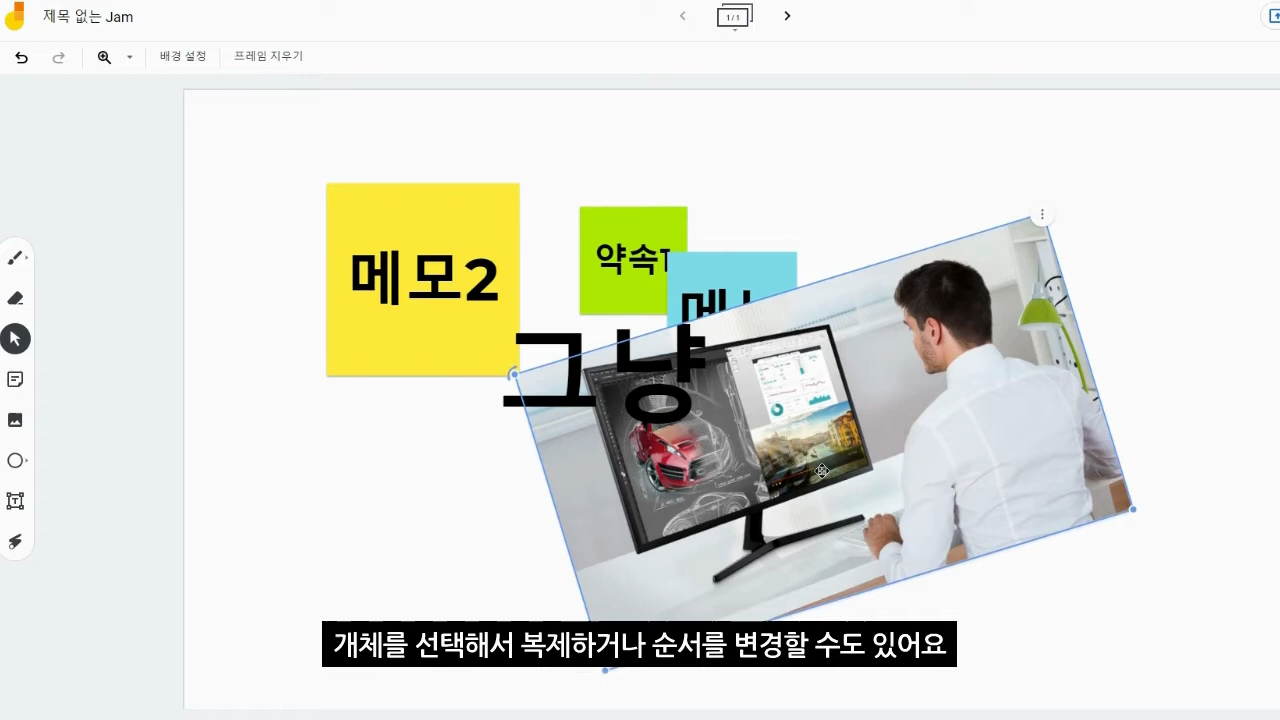 제목 없는 Jam
1/1
배경 설정
프레임 지우기
메모2
약속
그냥
개체를 선택해서 복제하거나 순서를 변경할 수도 있어요